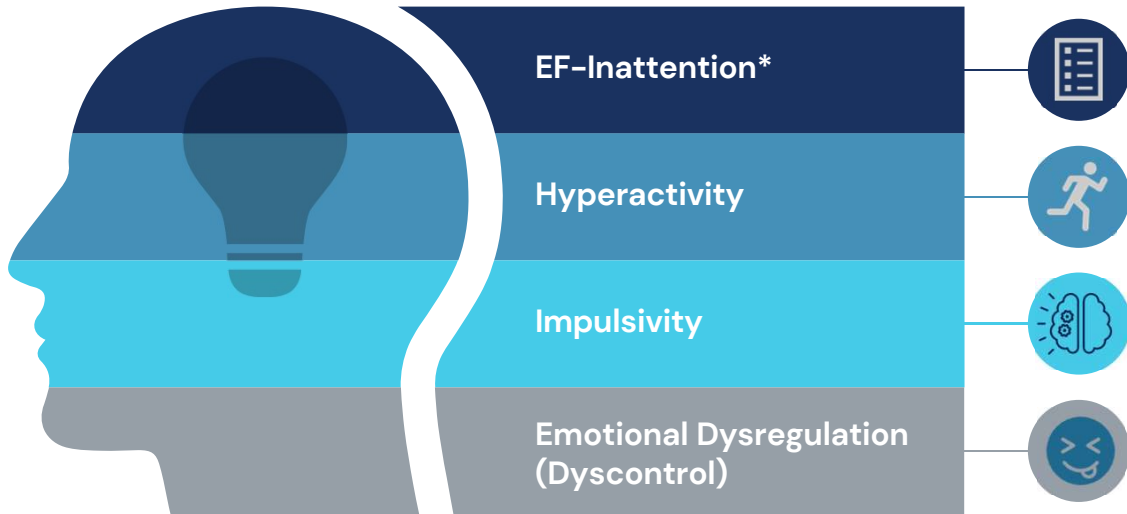 EF-Inattention*
Hyperactivity
Impulsivity
Emotional Dysregulation
(Dyscontrol)